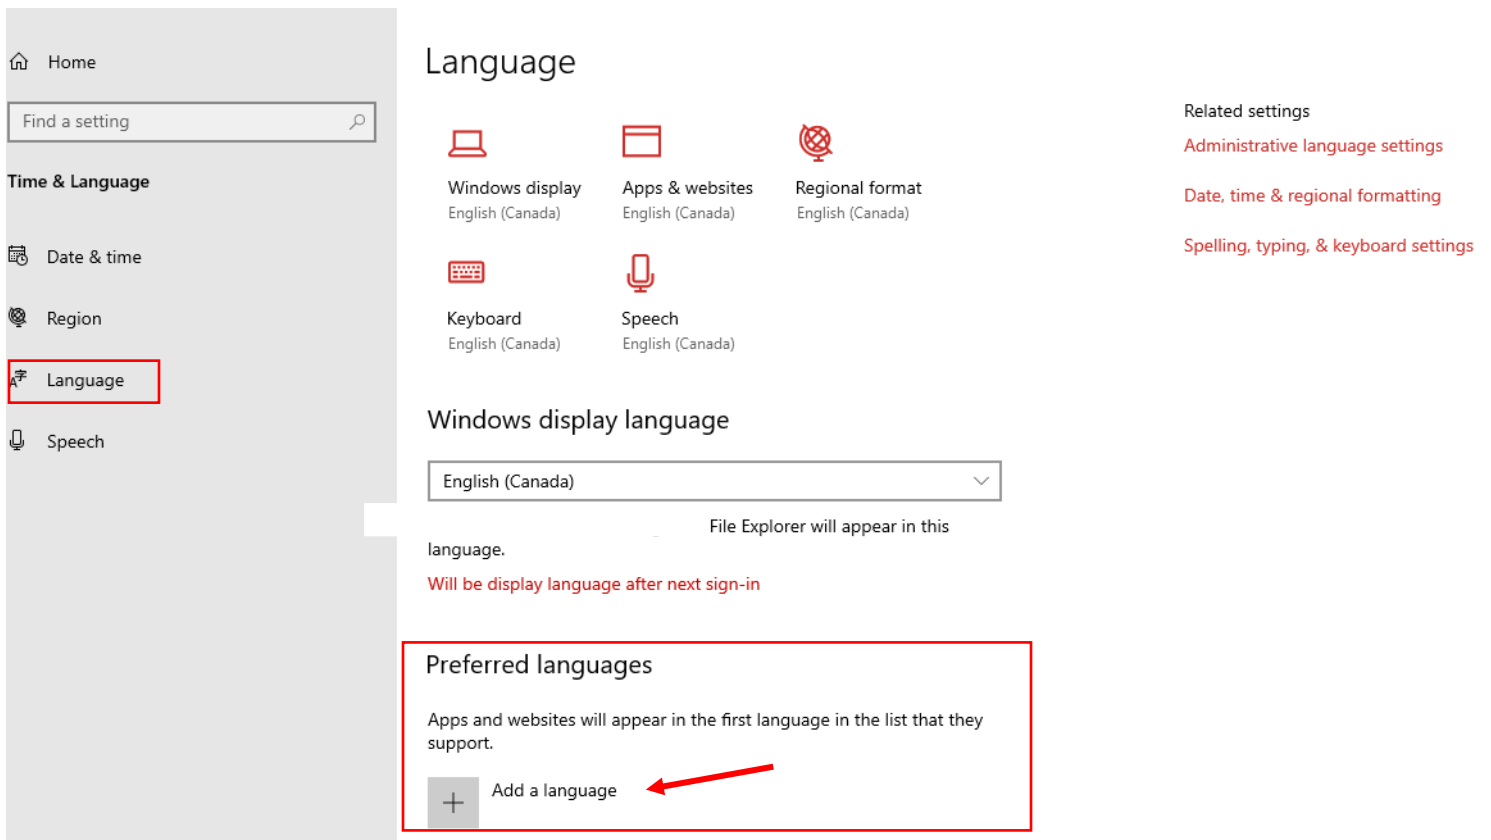 Home
Find a setting
Time & Language
Date & time
Region
Language
Speech
Language
Windows display
English (Canada)
Apps & websites
English (Canada)
Regional format
English (Canada)
Keyboard
English (Canada)
Speech
English (Canada)
Windows display language
English (Canada)
File Explorer will appear in this
language.
Will be display language after next sign-in
Preferred languages
Apps and websites will appear in the first language in the list that they
support.
Add a language
Related settings
Administrative language settings
Date, time & regional formatting
Spelling, typing, & keyboard settings